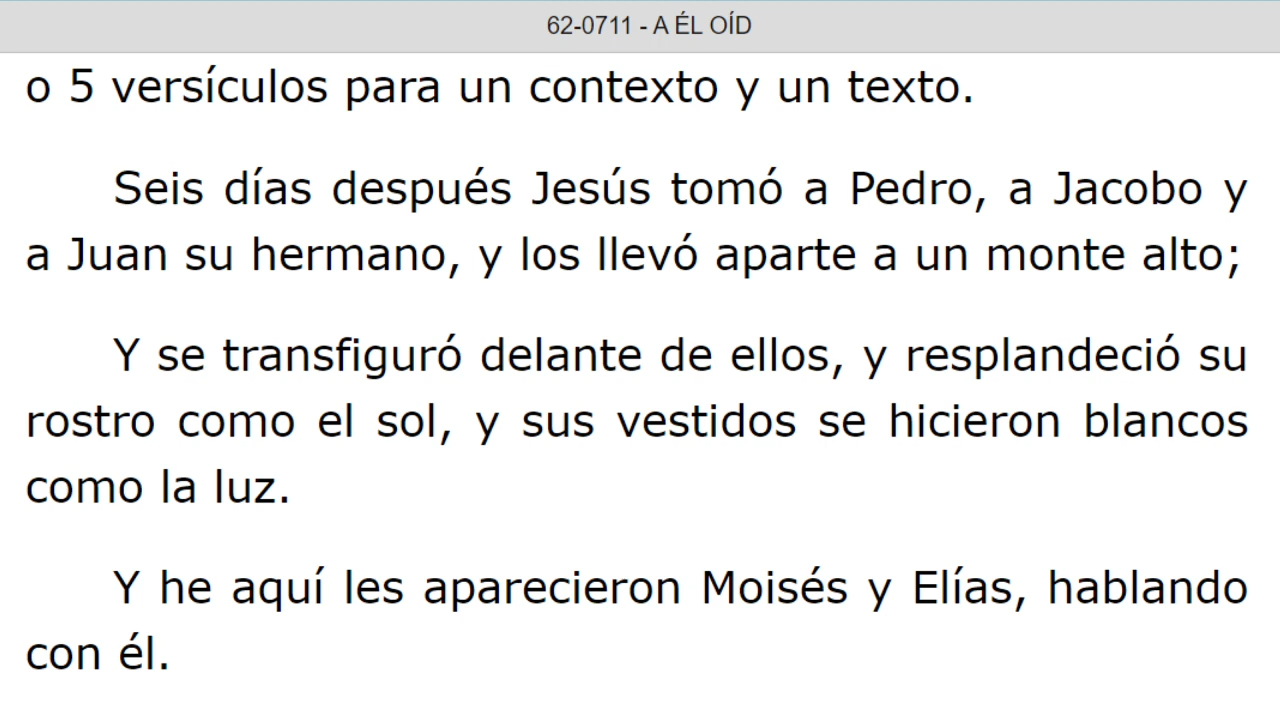 62-0711 - A ÉL OÍD
o 5 versículos para un contexto y un texto.
Seis días después Jesús tomó a Pedro, a Jacobo y
a Juan su hermano, y los llevó aparte a un monte alto;
Y se transfiguró delante de ellos, y resplandeció su
rostro como el sol, y sus vestidos se hicieron blancos
como la luz.
Y he aquí les aparecieron Moisés y Elías, hablando
con él.